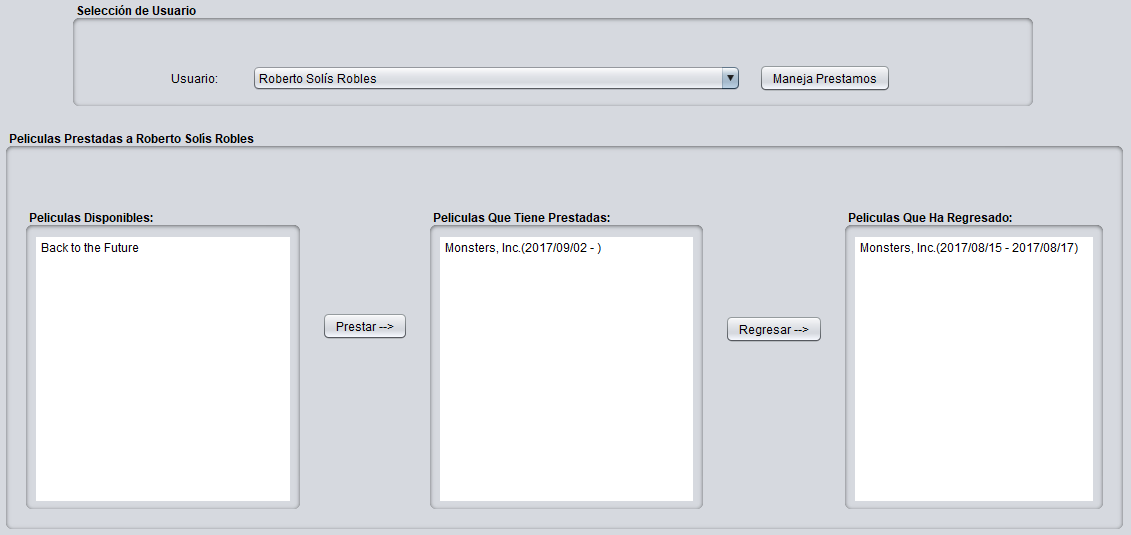 Selección de Usuario
Usuario:
Roberto Solís Robles
Maneja Prestamos
Peliculas Prestadas a Roberto Solís Robles
Peliculas Disponibles:
Back to the Future
Prestar -->
Peliculas Que Tiene Prestadas:
Monsters, Inc.(2017/09/02 - )
Regresar -->
Peliculas Que Ha Regresado:
Monsters, Inc.(2017/08/15 - 2017/08/17)